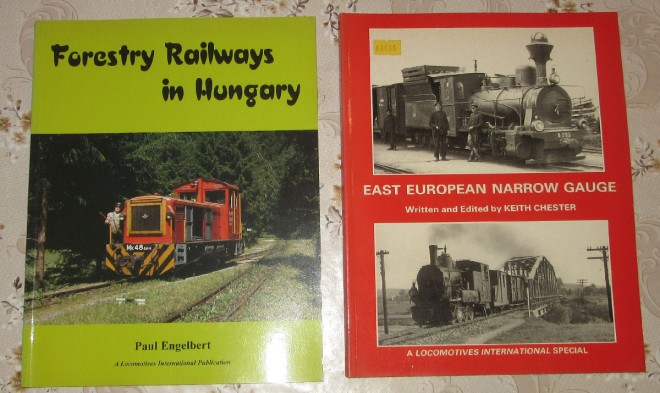 Forestry Railways
in Hungary
Mk48
Paul Engelbert
A Locomotives International Publication
EAST EUROPEAN NARROW GAUGE
Written and Edited by KEITH CHESTER
A LOCOMOTIVES INTERNATIONAL SPECIAL